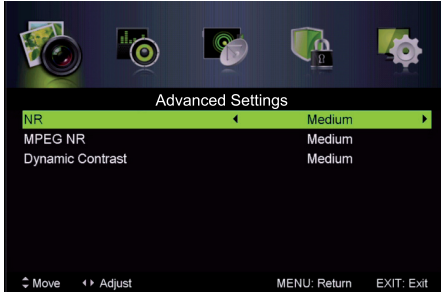 Advanced Settings
NR Medium
MPEG NR Medium
Dynamic Contrast Medium
Move Adjust MENU: Return EXIT: Exit